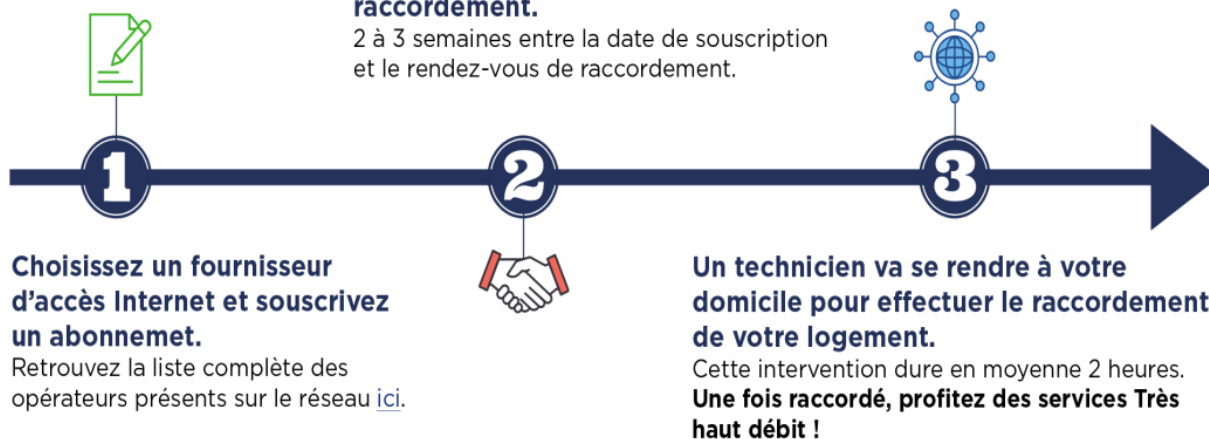 raccordement.
2 à 3 semaines entre la date de souscription
et le rendez-vous de raccordement.
1
2
3
Choisissez un fournisseur
d'accès Internet et souscrivez
un abonnemet.
Retrouvez la liste complète des
opérateurs présents sur le réseau ici.
Un technicien va se rendre à votre
domicile pour effectuer le raccordement
de votre logement.
Cette intervention dure en moyenne 2 heures.
Une fois raccordé, profitez des services Très
haut débit !